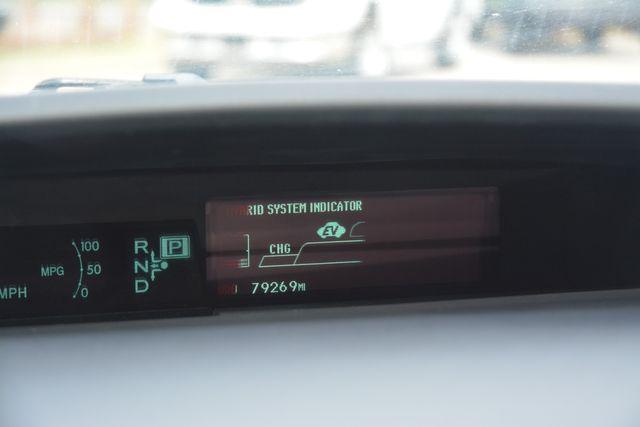 RID SYSTEM INDICATOR
EV
CHG
79269MI
100
MPG
50
0
MPH
R
P
N
D